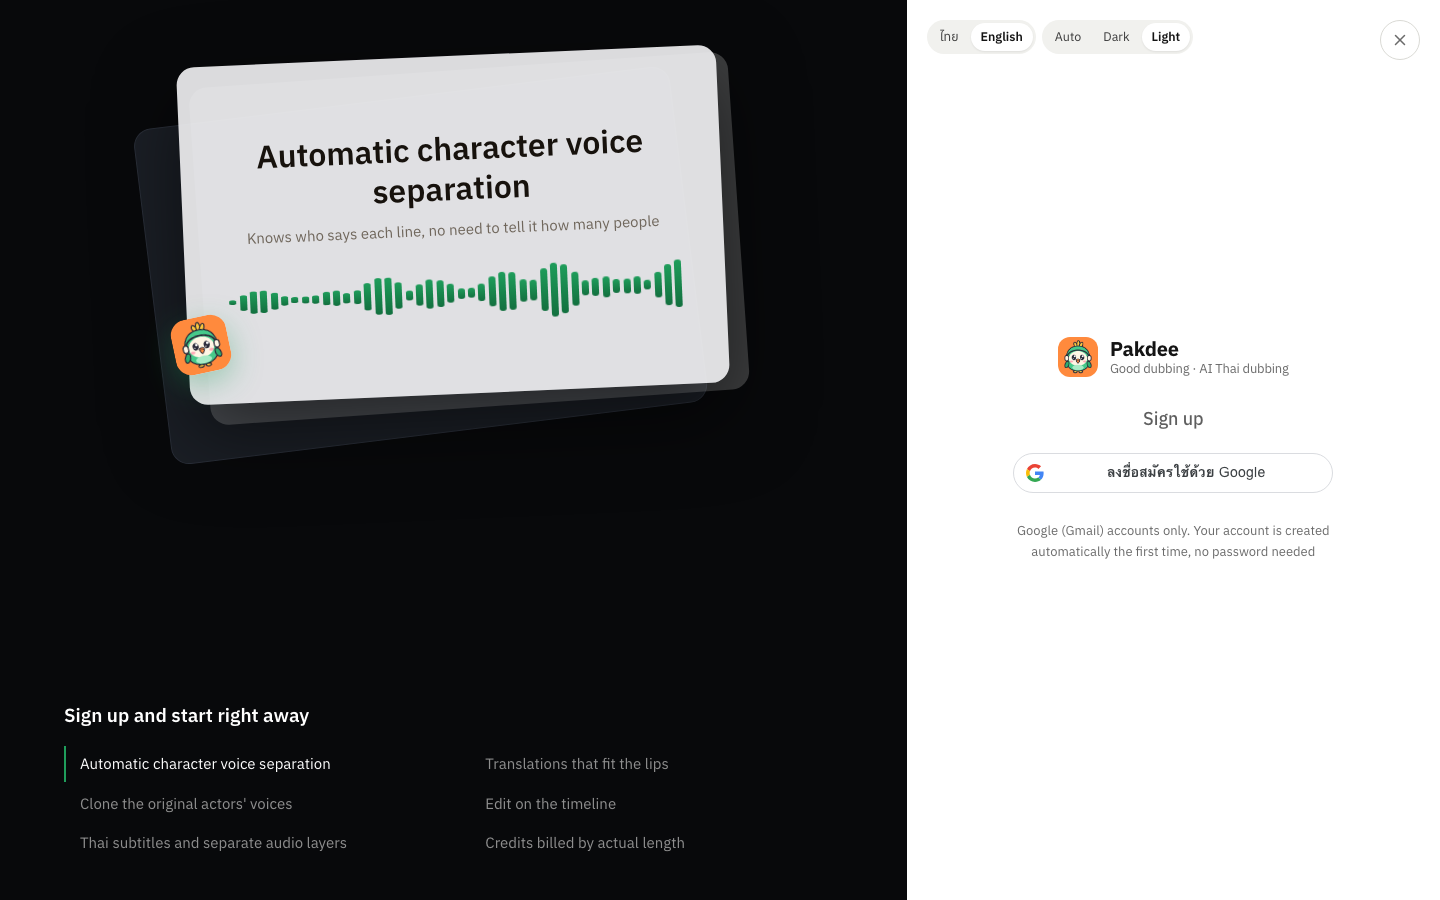 Automatic character voice
separation
Knows who says each line, no need to tell it how many people
Sign up and start right away
Automatic character voice separation
Translations that fit the lips
Clone the original actors' voices
Edit on the timeline
Thai subtitles and separate audio layers
Credits billed by actual length
ไทย English
Auto Dark Light
Pakdee
Good dubbing · AI Thai dubbing
Sign up
ลงชื่อสมัครใช้ด้วย Google
Google (Gmail) accounts only. Your account is created
automatically the first time, no password needed